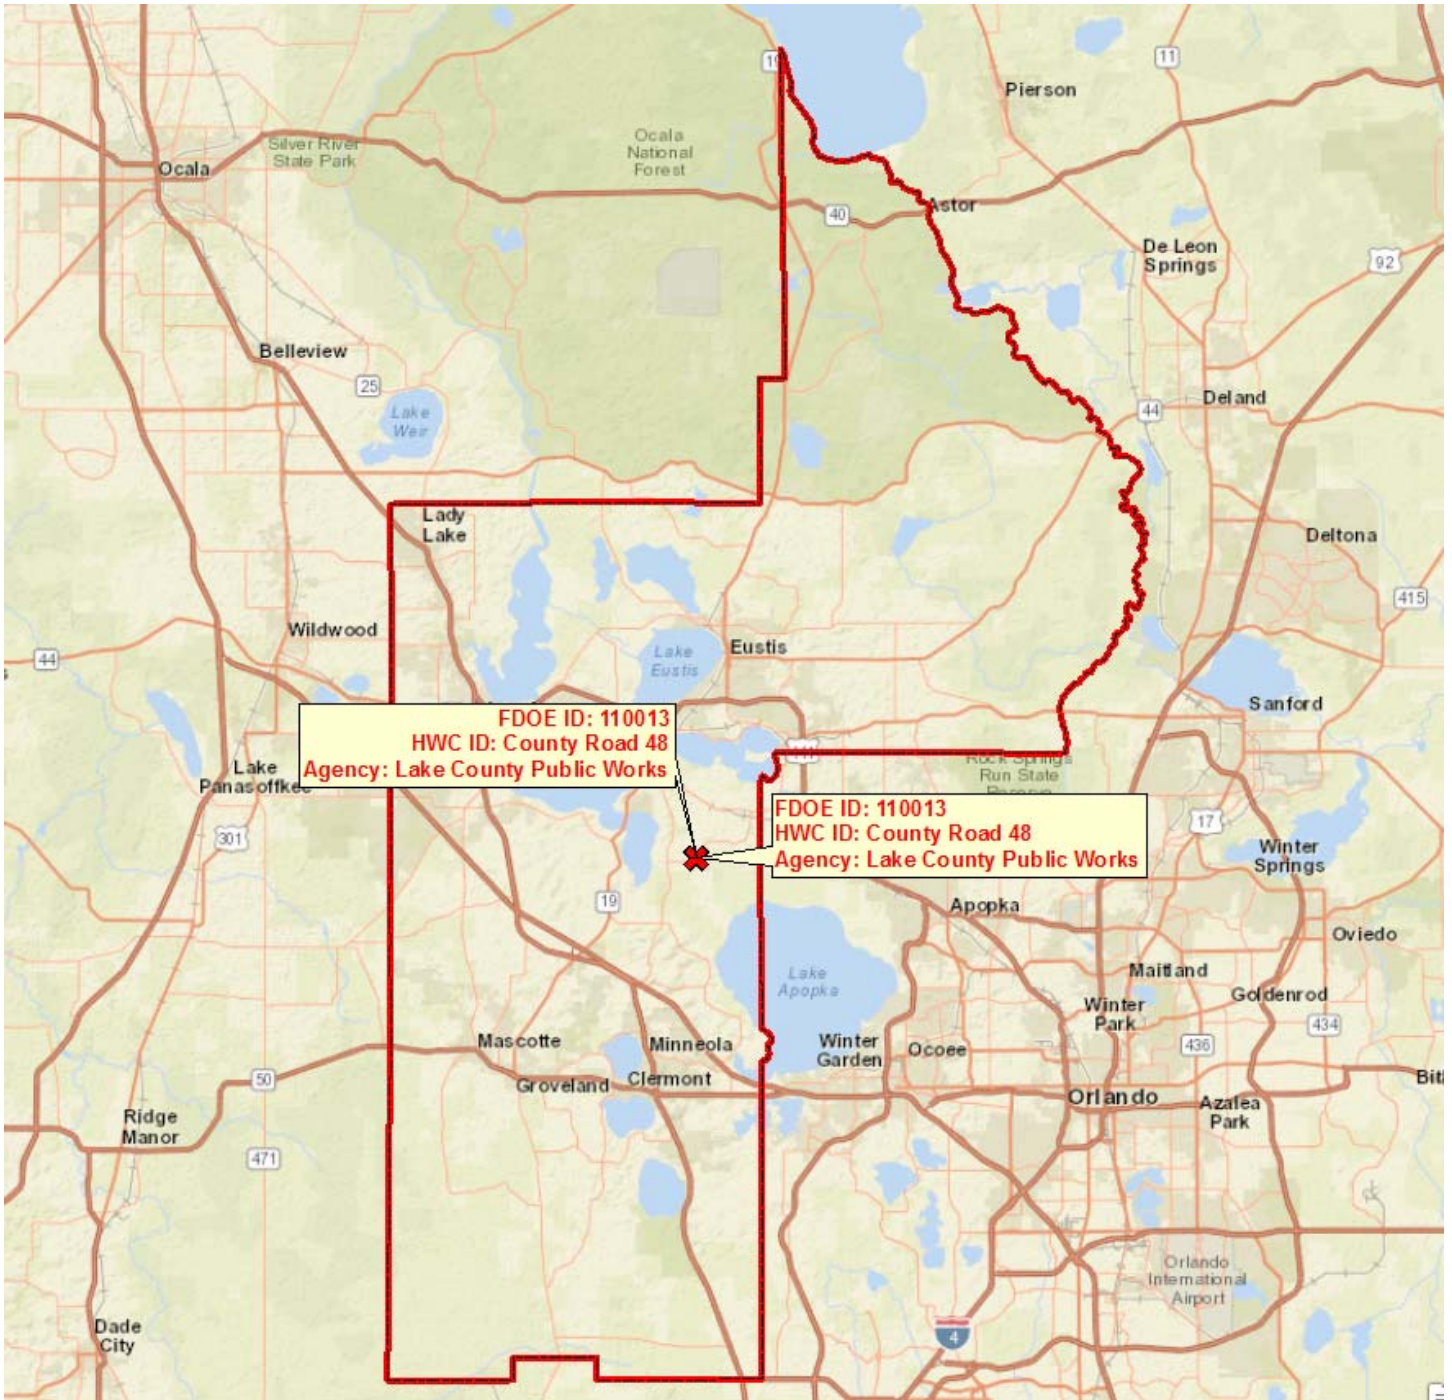 19
11
Pierson
Ocala
National
Forest
Silver River
State Park
Ocala
40
Astor
De Leon
Springs
92
Belleview
25
Lake
Weir
Deland
44
Lady
Lake
Deltona
415
Wildwood
44
Eustis
Lake
Eustis
Sanford
FDOE ID: 110013
HWC ID: County Road 48
Agency: Lake County Public Works
441
Rock Springs
Run State
Reserve
Lake
Panasoffkee
FDOE ID: 110013
HWC ID: County Road 48
Agency: Lake County Public Works
301
17
Winter
Springs
19
Apopka
Oviedo
Lake
Apopka
Maitland
Winter
Park
Goldenrod
434
436
Mascotte
Minneola
Winter
Garden
Ocoee
50
Groveland
Clermont
Orlando
Azalea
Park
Ridge
Manor
471
Orlando
International
Airport
4
Dade
City